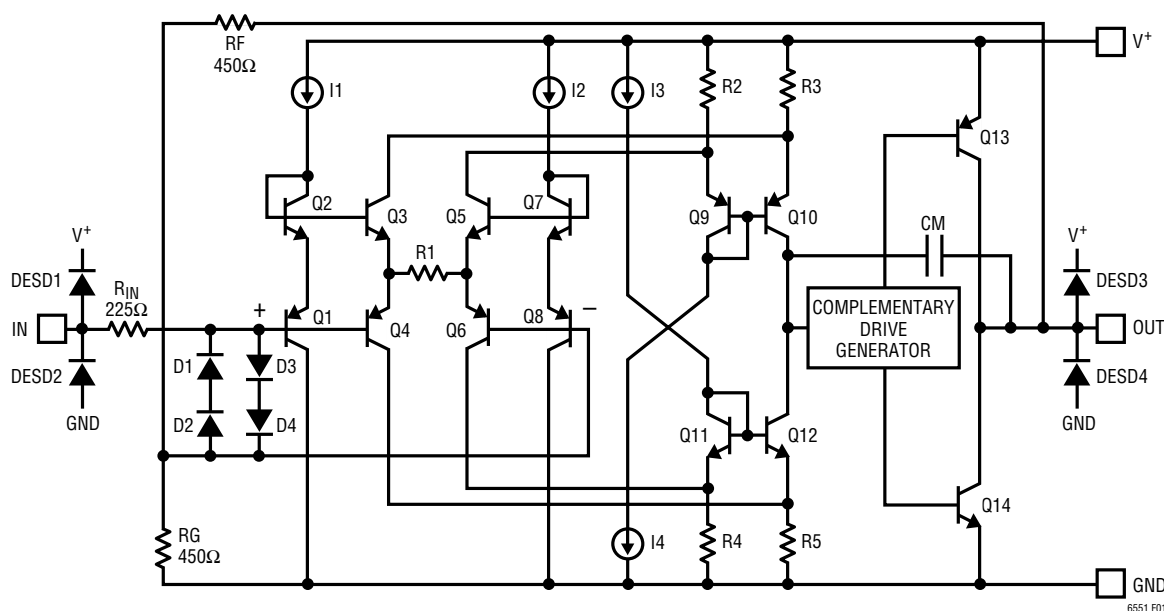 RF
450Ω
V+
I1
I2
I3
R2
R3
Q13
Q2
Q3
Q5
Q7
Q9
Q10
CM
V+
DESD1
RIN
225Ω
IN
DESD2
GND
+
Q1
Q4
R1
Q6
Q8
–
D1
D3
D2
D4
COMPLEMENTARY
DRIVE
GENERATOR
V+
DESD3
OUT
DESD4
GND
Q11
Q12
Q14
RG
450Ω
I4
R4
R5
GND
6551 F01